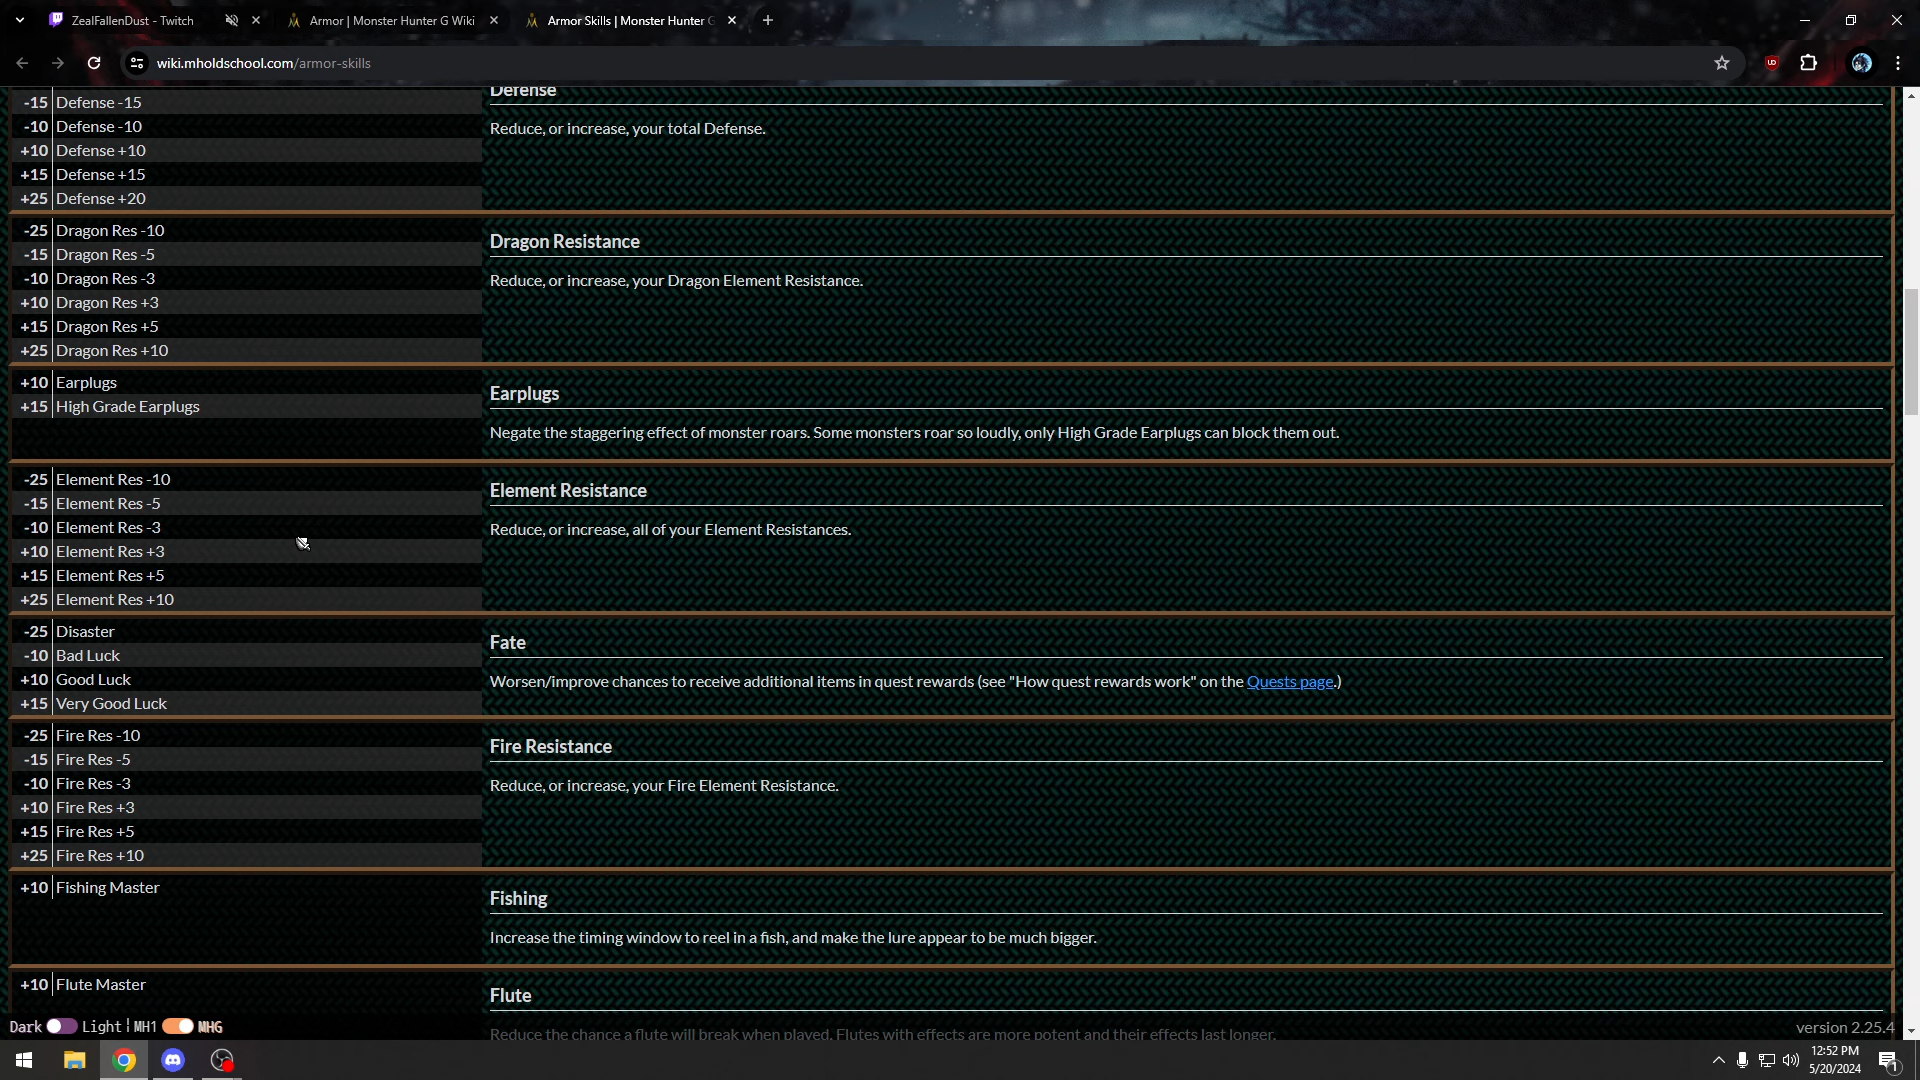 ZealFallenDust - Twitch
Armor | Monster Hunter G Wiki
Armor Skills | Monster Hunter G
wiki.mholdschool.com/armor-skills
-15 Defense -15
-10 Defense -10
+10 Defense +10
+15 Defense +15
+25 Defense +20
Defense
Reduce, or increase, your total Defense.
-25 Dragon Res -10
-15 Dragon Res -5
-10 Dragon Res -3
+10 Dragon Res +3
+15 Dragon Res +5
+25 Dragon Res +10
Dragon Resistance
Reduce, or increase, your Dragon Element Resistance.
+10 Earplugs
+15 High Grade Earplugs
Earplugs
Negate the staggering effect of monster roars. Some monsters roar so loudly, only High Grade Earplugs can block them out.
-25 Element Res -10
-15 Element Res -5
-10 Element Res -3
+10 Element Res +3
+15 Element Res +5
+25 Element Res +10
Element Resistance
Reduce, or increase, all of your Element Resistances.
-25 Disaster
-10 Bad Luck
+10 Good Luck
+15 Very Good Luck
Fate
Worsen/improve chances to receive additional items in quest rewards (see "How quest rewards work" on the Quests page.)
-25 Fire Res -10
-15 Fire Res -5
-10 Fire Res -3
+10 Fire Res +3
+15 Fire Res +5
+25 Fire Res +10
Fire Resistance
Reduce, or increase, your Fire Element Resistance.
+10 Fishing Master
Fishing
Increase the timing window to reel in a fish, and make the lure appear to be much bigger.
+10 Flute Master
Flute
Reduce the chance a flute will break when played. Flutes with effects are more potent and their effects last longer.
Dark Light | MH1 MHG
version 2.25.4
12:52 PM
5/20/2024
1